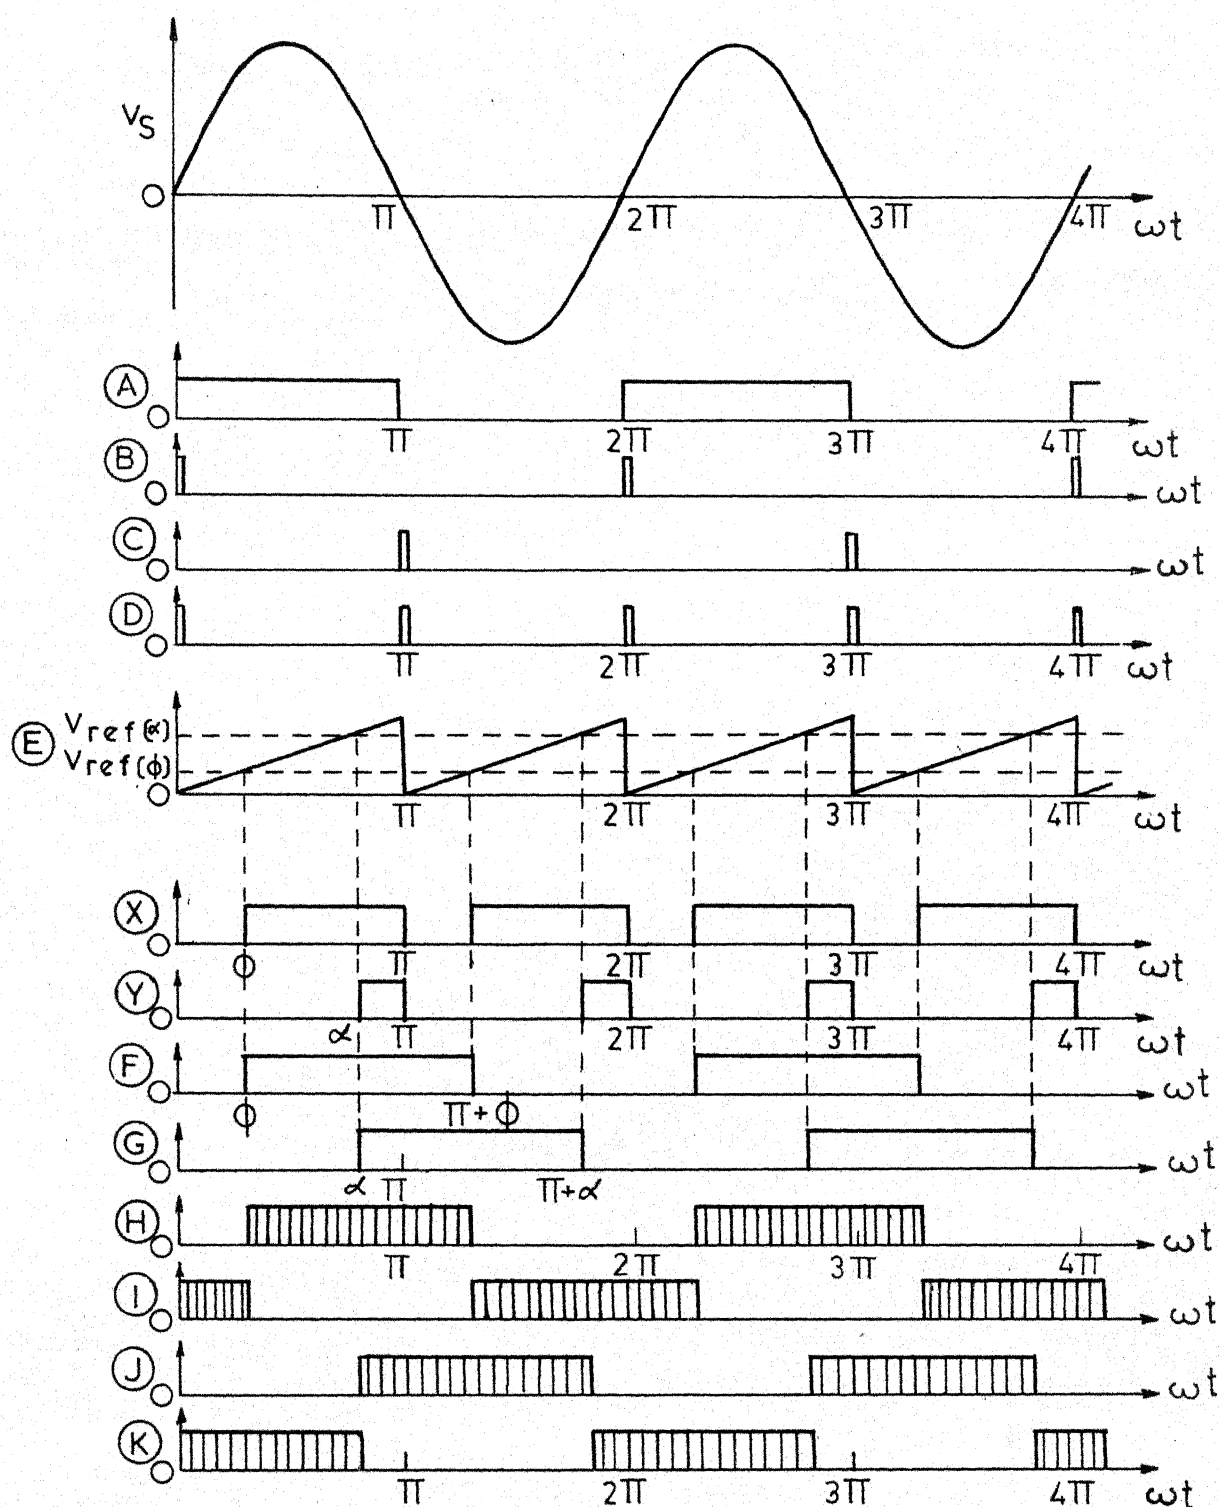 Vs
O
Π 2Π 3Π 4Π ωt
A
O
Π 2Π 3Π 4Π ωt
B
O
ωt
C
O
ωt
D
O
Π 2Π 3Π 4Π ωt
E
Vref(α)
Vref(ϕ)
O
Π 2Π 3Π 4Π ωt
X
O
ϕ Π 2Π 3Π 4Π ωt
Y
O
α Π 2Π 3Π 4Π ωt
F
O
ϕ Π+ϕ ωt
G
O
α Π Π+α ωt
H
O
Π 2Π 3Π 4Π ωt
I
O
ωt
J
O
ωt
K
O
Π 2Π 3Π 4Π ωt